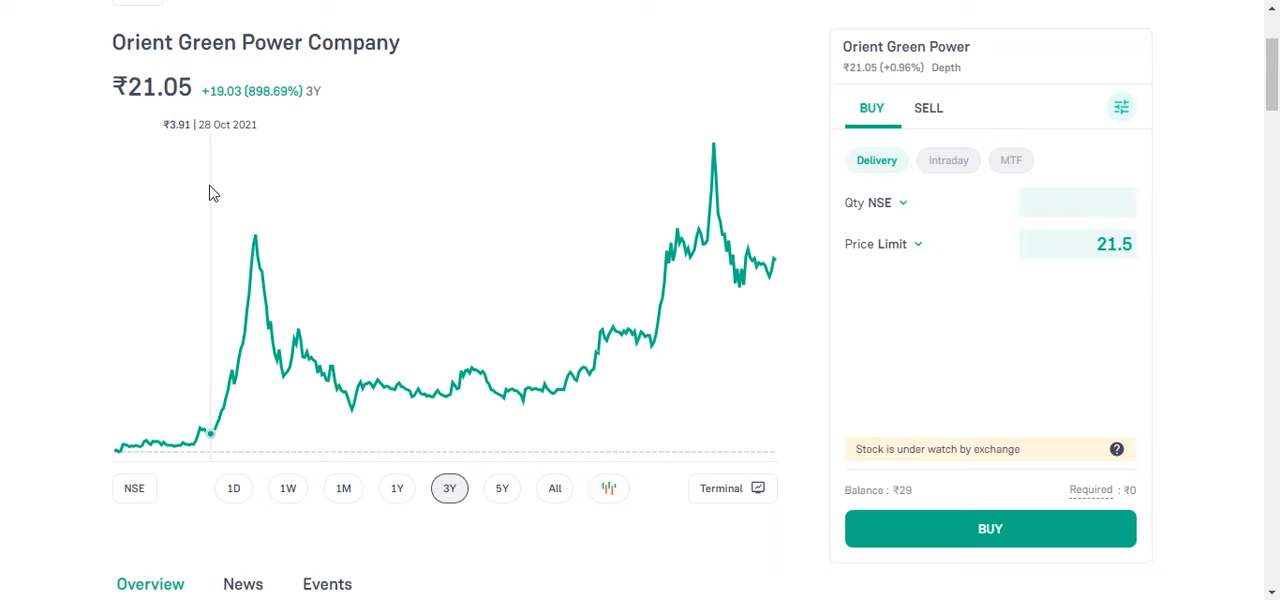 Orient Green Power Company
₹21.05 +19.03 (898.69%) 3Y
₹3.91 | 28 Oct 2021
NSE
1D
1W
1M
1Y
3Y
5Y
All
Terminal
Overview
News
Events
Orient Green Power
₹21.05 (+0.96%) Depth
BUY
SELL
Delivery
Intraday
MTF
Qty NSE
Price Limit
21.5
Stock is under watch by exchange
?
Balance : ₹29
Required : ₹0
BUY